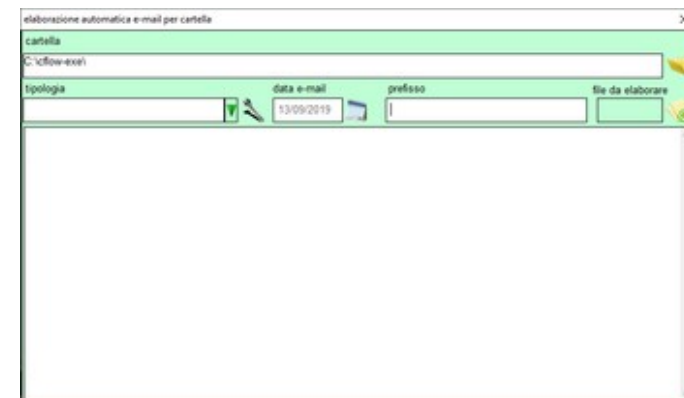 elaborazione automatica e-mail per cartella
cartella
C:\cflow-exe\
tipologia data e-mail prefisso file da elaborare
13/09/2019